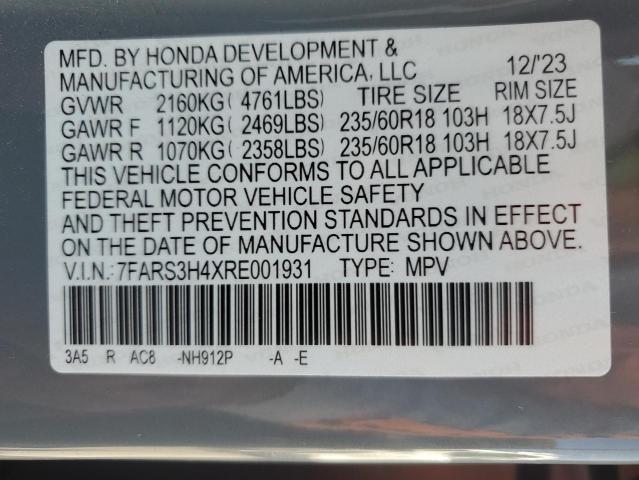 MFD. BY HONDA DEVELOPMENT &
MANUFACTURING OF AMERICA, LLC 12/'23
GVWR 2160KG( 4761LBS) TIRE SIZE RIM SIZE
GAWR F 1120KG( 2469LBS) 235/60R18 103H 18X7.5J
GAWR R 1070KG( 2358LBS) 235/60R18 103H 18X7.5J
THIS VEHICLE CONFORMS TO ALL APPLICABLE
FEDERAL MOTOR VEHICLE SAFETY
AND THEFT PREVENTION STANDARDS IN EFFECT
ON THE DATE OF MANUFACTURE SHOWN ABOVE.
V.I.N.:7FARS3H4XRE001931 TYPE: MPV
3A5 R AC8 -NH912P -A -E